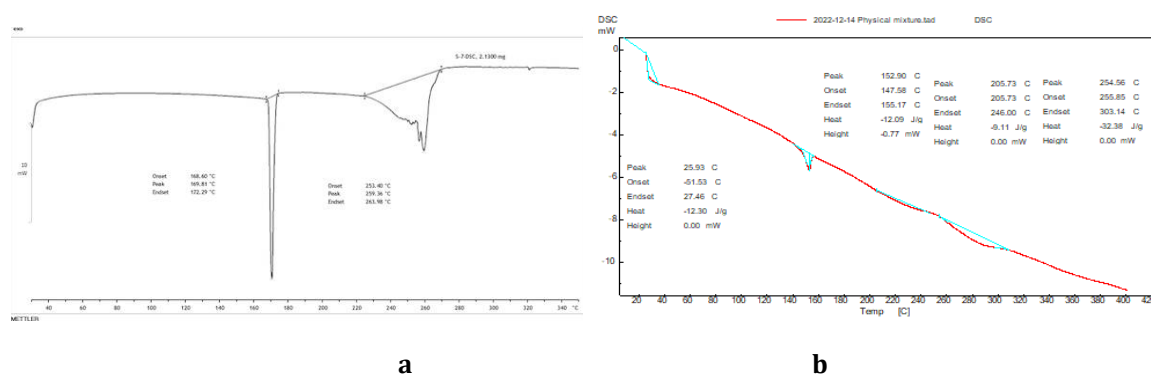 S-7-DSC, 2.1300 mg
10
mW
Onset 168.60 °C
Peak 169.81 °C
Endset 172.29 °C
Onset 253.40 °C
Peak 259.36 °C
Endset 263.98 °C
40 60 80 100 120 140 160 180 200 220 240 260 280 300 320 340 °C
METTLER
a
DSC
mW
2022-12-14 Physical mixture.tad DSC
0
-2
-4
-6
-8
-10
Peak 152.90 C
Onset 147.58 C
Endset 155.17 C
Heat -12.09 J/g
Height -0.77 mW
Peak 205.73 C
Onset 205.73 C
Endset 246.00 C
Heat -9.11 J/g
Height 0.00 mW
Peak 254.56 C
Onset 255.85 C
Endset 303.14 C
Heat -32.38 J/g
Height 0.00 mW
Peak 25.93 C
Onset -51.53 C
Endset 27.46 C
Heat -12.30 J/g
Height 0.00 mW
20 40 60 80 100 120 140 160 180 200 220 240 260 280 300 320 340 360 380 400 420
Temp [C]
b